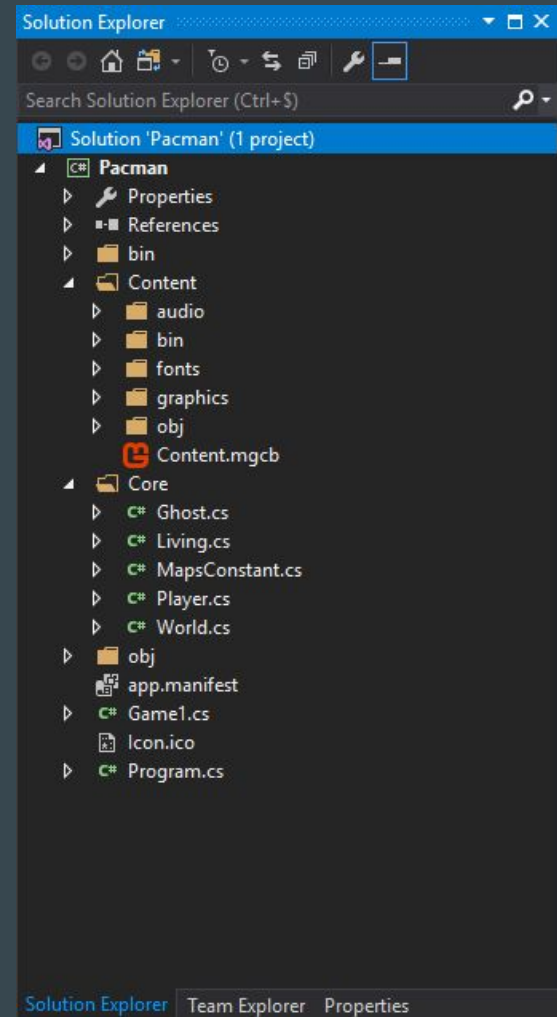 Solution Explorer
Search Solution Explorer (Ctrl+$)
Solution 'Pacman' (1 project)
C# Pacman
Properties
References
bin
Content
audio
bin
fonts
graphics
obj
Content.mgcb
Core
C# Ghost.cs
C# Living.cs
C# MapsConstant.cs
C# Player.cs
C# World.cs
obj
app.manifest
C# Game1.cs
Icon.ico
C# Program.cs
Solution Explorer Team Explorer Properties